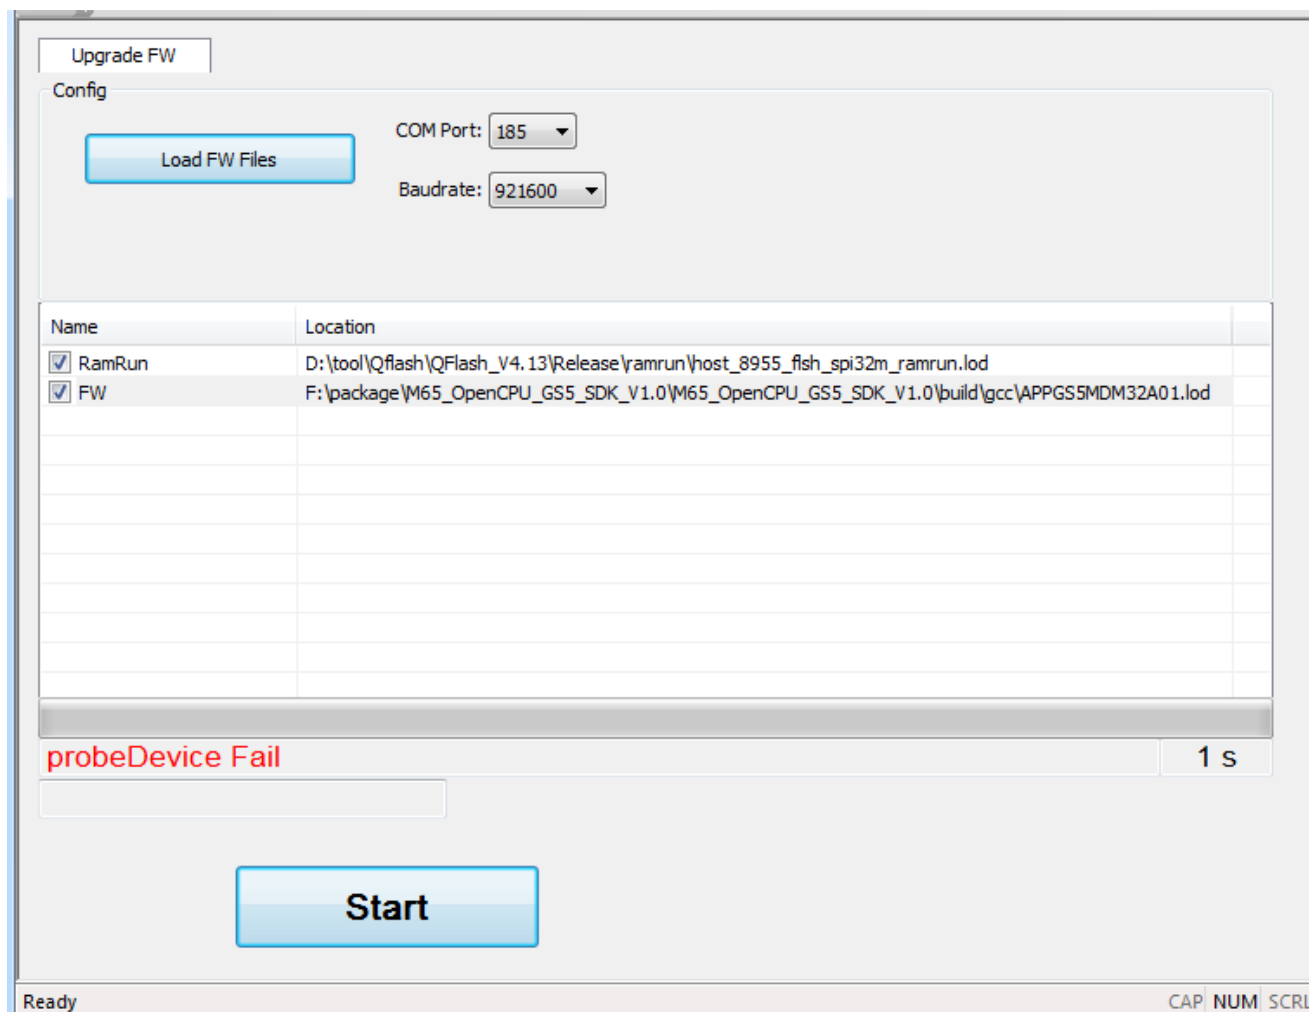 Upgrade FW
Config
Load FW Files
COM Port: 185
Baudrate: 921600
Name Location
RamRun D:\tool\Qflash\QFlash_V4.13\Release\ramrun\host_8955_flsh_spi32m_ramrun.lod
FW F:\package\M65_OpenCPU_GS5_SDK_V1.0\M65_OpenCPU_GS5_SDK_V1.0\build\gcc\APPGS5MDM32A01.lod
probeDevice Fail 1 s
Start
Ready CAP NUM SCRL